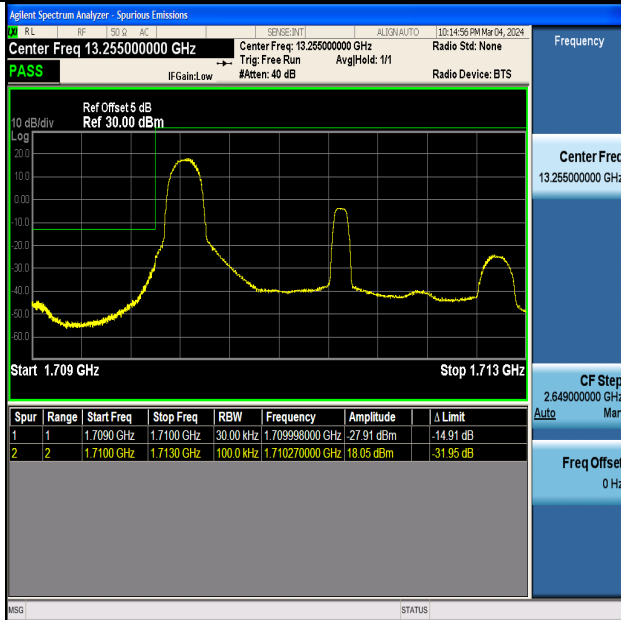 Agilent Spectrum Analyzer - Spurious Emissions
RL RF 50 Ω AC SENSE:INT ALIGN AUTO 10:14:56 PM Mar 04, 2024
Center Freq 13.255000000 GHz
Center Freq: 13.255000000 GHz
Radio Std: None
Trig: Free Run
Avg|Hold: 1/1
PASS
IFGain:Low
#Atten: 40 dB
Radio Device: BTS
Ref Offset 5 dB
10 dB/div Ref 30.00 dBm
Log
20.0
10.0
0.00
-10.0
-20.0
-30.0
-40.0
-50.0
-60.0
Start 1.709 GHz Stop 1.713 GHz
Spur Range Start Freq Stop Freq RBW Frequency Amplitude Δ Limit
1 1 1.7090 GHz 1.7100 GHz 30.00 kHz 1.709998000 GHz -27.91 dBm -14.91 dB
2 2 1.7100 GHz 1.7130 GHz 100.0 kHz 1.710270000 GHz 18.05 dBm -31.95 dB
Frequency
Center Freq
13.255000000 GHz
CF Step
2.649000000 GHz
Auto Man
Freq Offset
0 Hz
MSG STATUS